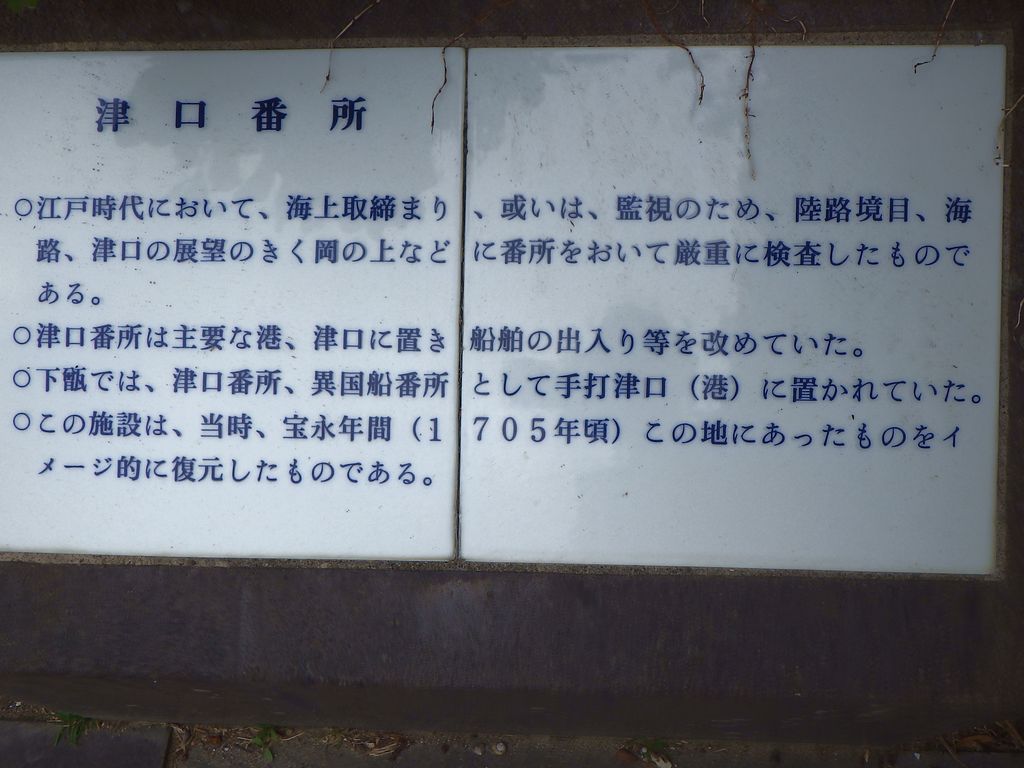 津口番所
○江戸時代において、海上取締まり、或いは、監視のため、陸路境目、海
路、津口の展望のきく岡の上などに番所をおいて厳重に検査したもので
ある。
○津口番所は主要な港、津口に置き船舶の出入り等を改めていた。
○下甑では、津口番所、異国船番所として手打津口（港）に置かれていた。
○この施設は、当時、宝永年間（１７０５年頃）この地にあったものをイ
メージ的に復元したものである。